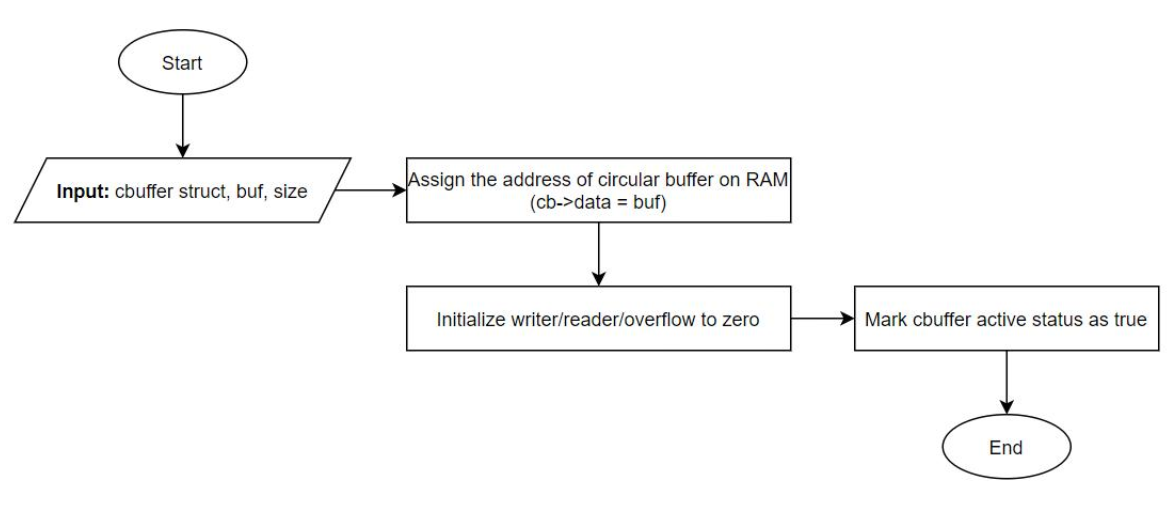 Start
Input: cbuffer struct, buf, size
Assign the address of circular buffer on RAM
(cb->data = buf)
Initialize writer/reader/overflow to zero
Mark cbuffer active status as true
End